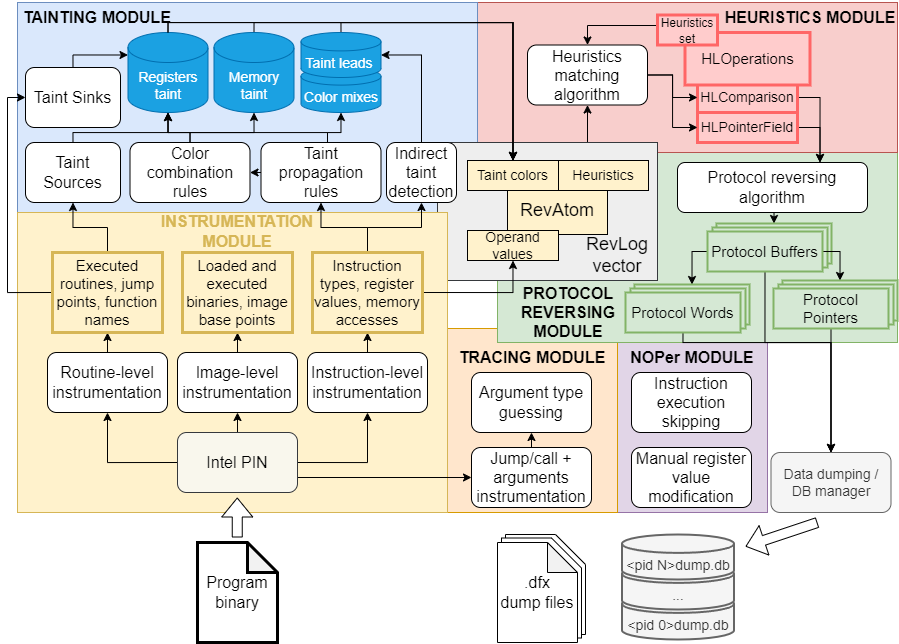 TAINTING MODULE
HEURISTICS MODULE
Heuristics
set
HLOperations
HLComparison
HLPointerField
Heuristics
matching
algorithm
Registers
taint
Memory
taint
Taint leads
Color mixes
Taint Sinks
Taint
Sources
Color
combination
rules
Taint
propagation
rules
Indirect
taint
detection
Taint colors
Heuristics
RevAtom
Operand
values
RevLog
vector
Protocol reversing
algorithm
Protocol Buffers
Protocol Words
Protocol
Pointers
PROTOCOL
REVERSING
MODULE
INSTRUMENTATION
MODULE
Executed
routines, jump
points, function
names
Loaded and
executed
binaries, image
base points
Instruction
types, register
values, memory
accesses
Routine-level
instrumentation
Image-level
instrumentation
Instruction-level
instrumentation
Intel PIN
TRACING MODULE
Argument type
guessing
Jump/call +
arguments
instrumentation
NOPer MODULE
Instruction
execution
skipping
Manual register
value
modification
Data dumping /
DB manager
Program
binary
.dfx
dump files
<pid N>dump.db
...
<pid 0>dump.db